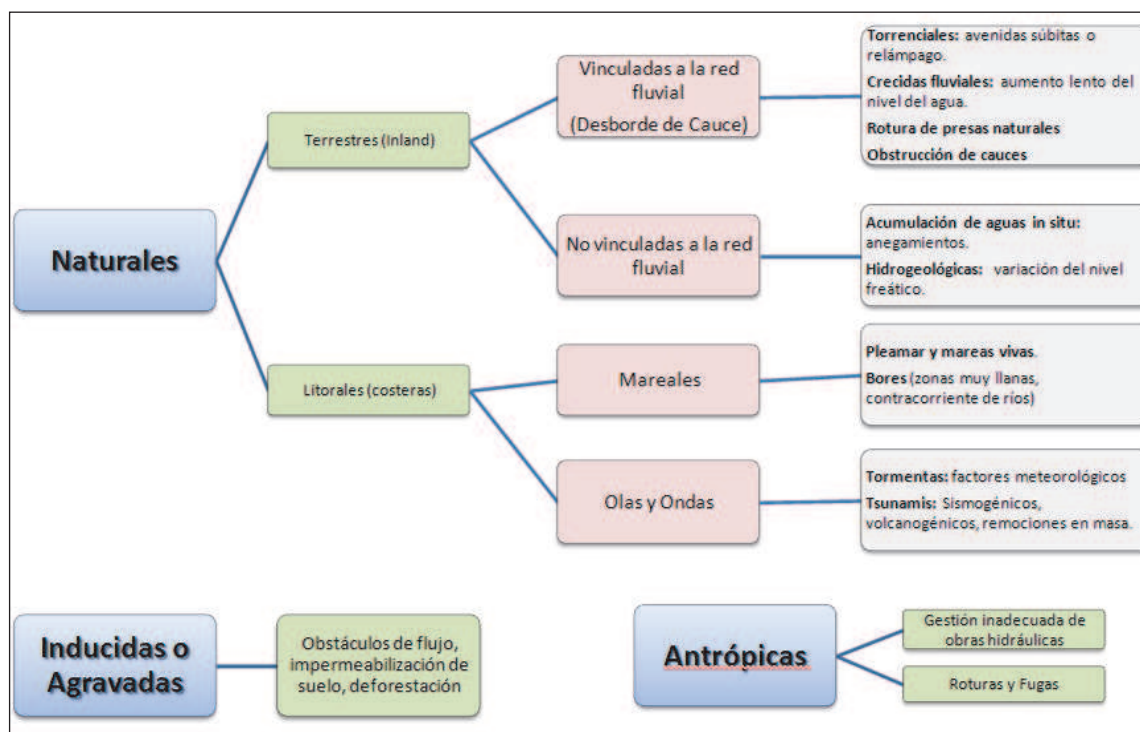 Naturales
Terrestres (Inland)
Vinculadas a la red
fluvial
(Desborde de Cauce)
Torrenciales: avenidas súbitas o
relámpago.
Crecidas fluviales: aumento lento del
nivel del agua.
Rotura de presas naturales
Obstrucción de cauces
No vinculadas a la red
fluvial
Acumulación de aguas in situ:
anegamientos.
Hidrogeológicas: variación del nivel
freático.
Litorales (costeras)
Mareales
Pleamar y mareas vivas.
Bores (zonas muy llanas,
contracorriente de ríos)
Olas y Ondas
Tormentas: factores meteorológicos
Tsunamis: Sismogénicos,
volcanogénicos, remociones en masa.
Inducidas o
Agravadas
Obstáculos de flujo,
impermeabilización de
suelo, deforestación
Antrópicas
Gestión inadecuada de
obras hidráulicas
Roturas y Fugas